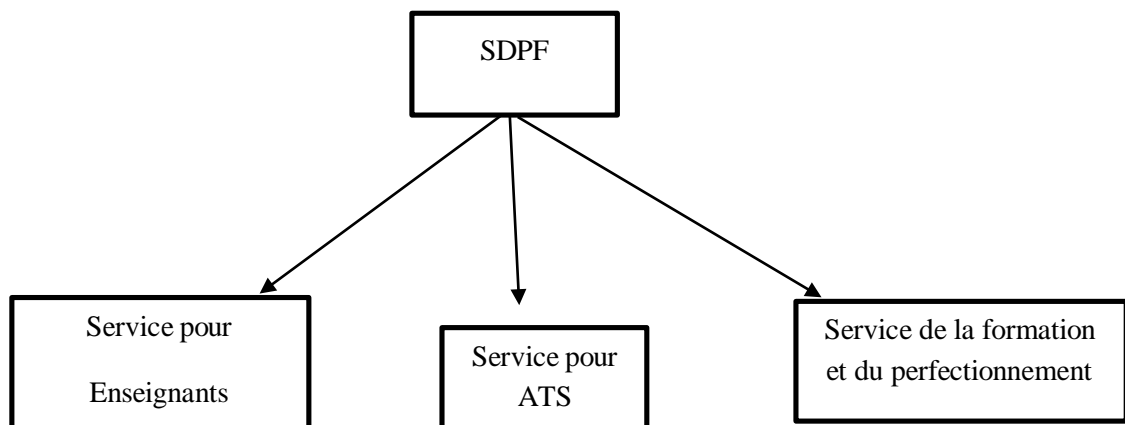 SDPF
Service pour
Enseignants
Service pour
ATS
Service de la formation
et du perfectionnement